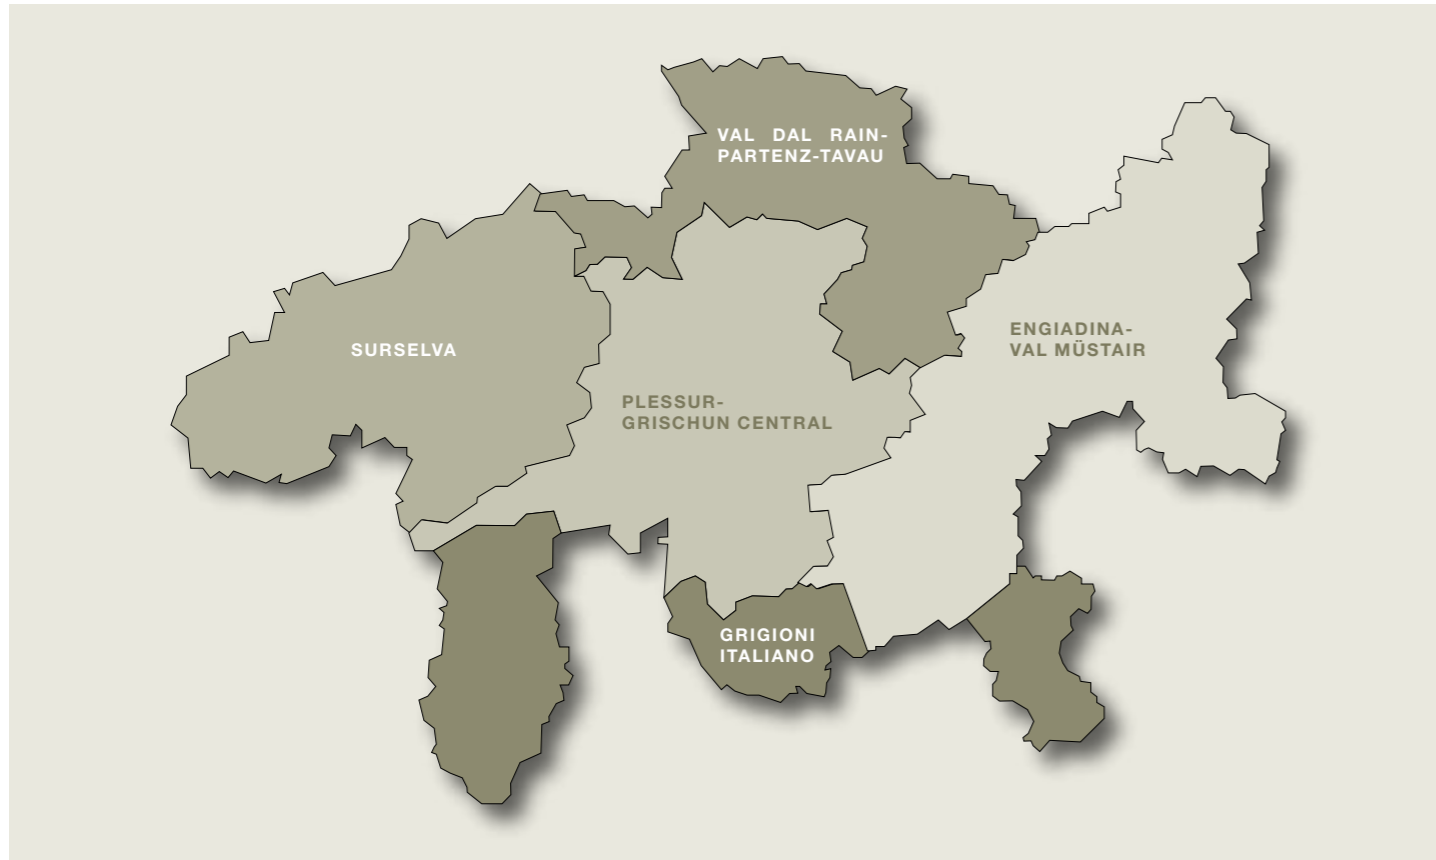 VAL DAL RAIN-
PARTENZ-TAVAU
ENGIADINA-
VAL MÜSTAIR
SURSELVA
PLESSUR-
GRISCHUN CENTRAL
GRIGIONI
ITALIANO